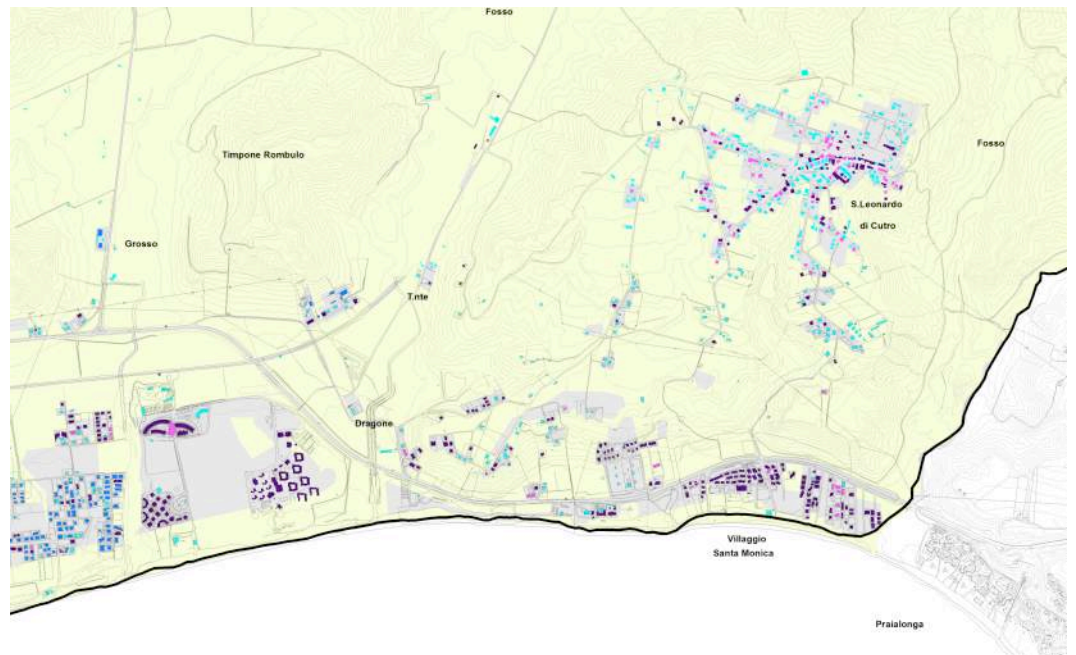 Fosso
Timpone Rombulo
Fosso
S.Leonardo
di Cutro
Grosso
T.nte
Dragone
Villaggio
Santa Monica
Praialonga